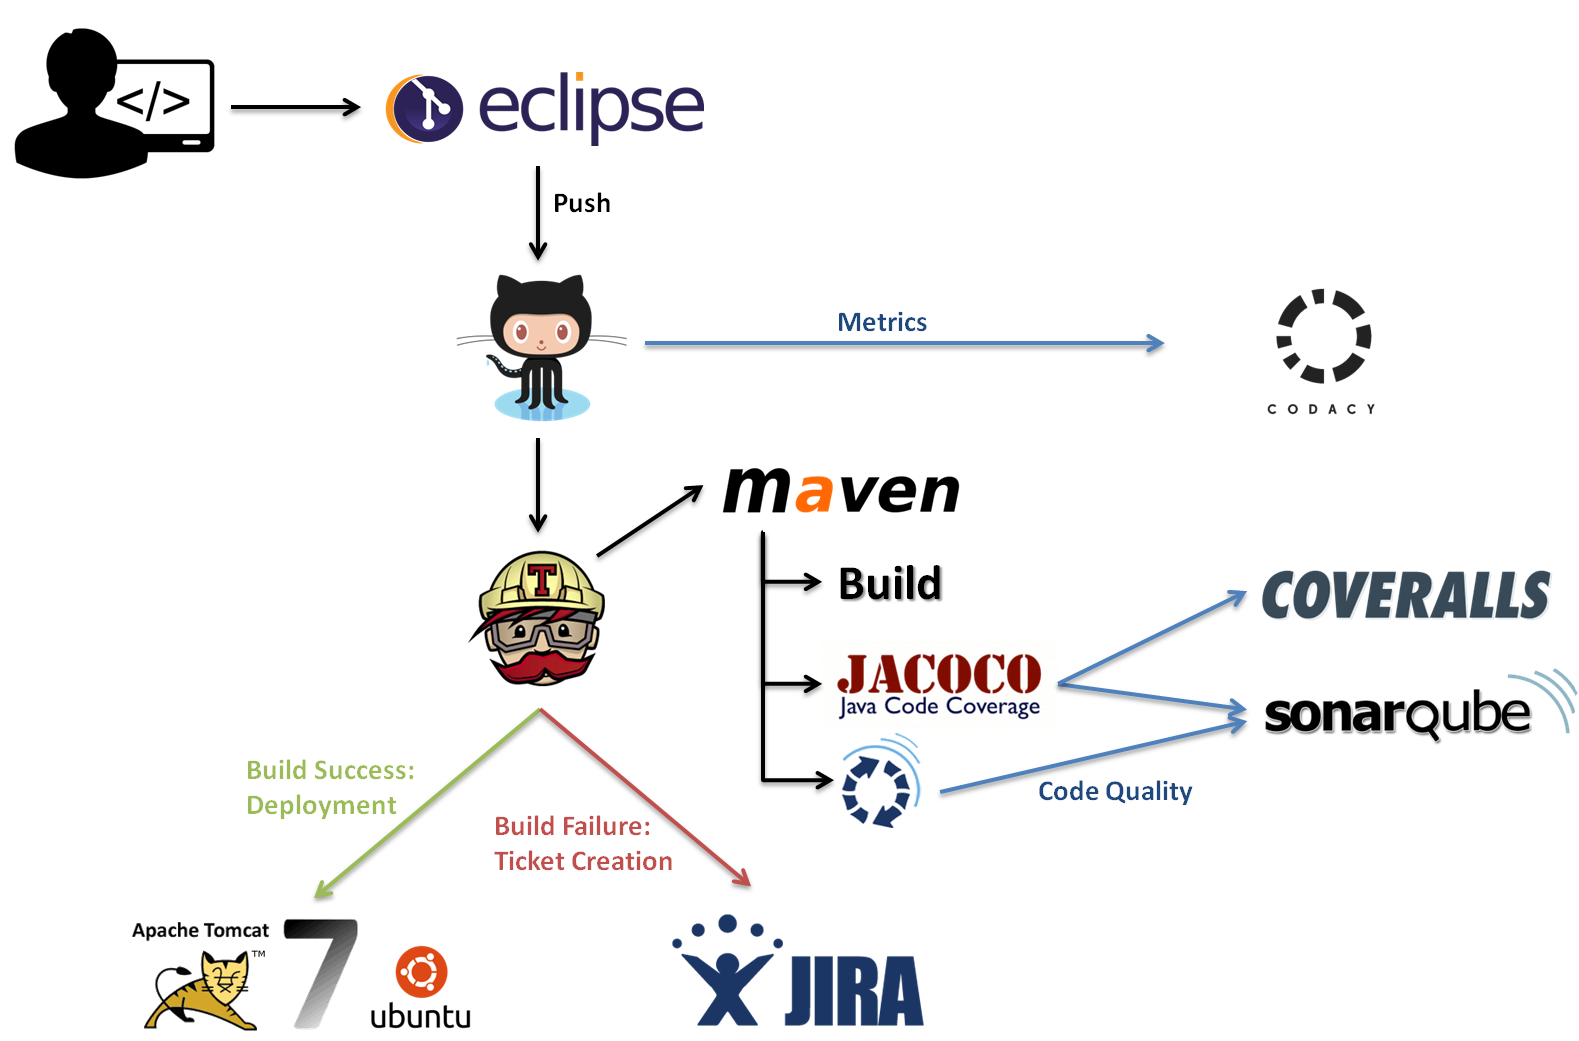 </>
eclipse
Push
Metrics
CODACY
maven
T
Build
COVERALLS
JACOCO
Java Code Coverage
sonarqube
Build Success:
Deployment
Code Quality
Build Failure:
Ticket Creation
Apache Tomcat
TM
7
ubuntu
JIRA